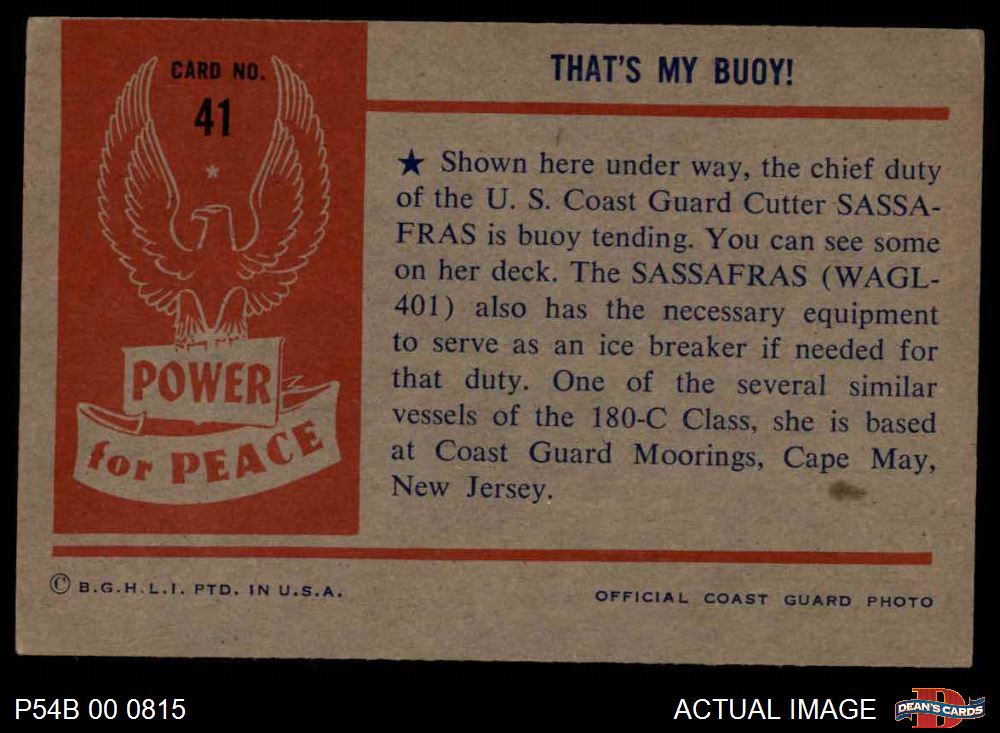 CARD NO.
41
POWER
for PEACE
THAT'S MY BUOY!
★ Shown here under way, the chief duty
of the U. S. Coast Guard Cutter SASSA-
FRAS is buoy tending. You can see some
on her deck. The SASSAFRAS (WAGL-
401) also has the necessary equipment
to serve as an ice breaker if needed for
that duty. One of the several similar
vessels of the 180-C Class, she is based
at Coast Guard Moorings, Cape May,
New Jersey.
© B.G.H.L.I. PTD. IN U.S.A.
OFFICIAL COAST GUARD PHOTO
P54B 00 0815
ACTUAL IMAGE
DEAN'S CARDS